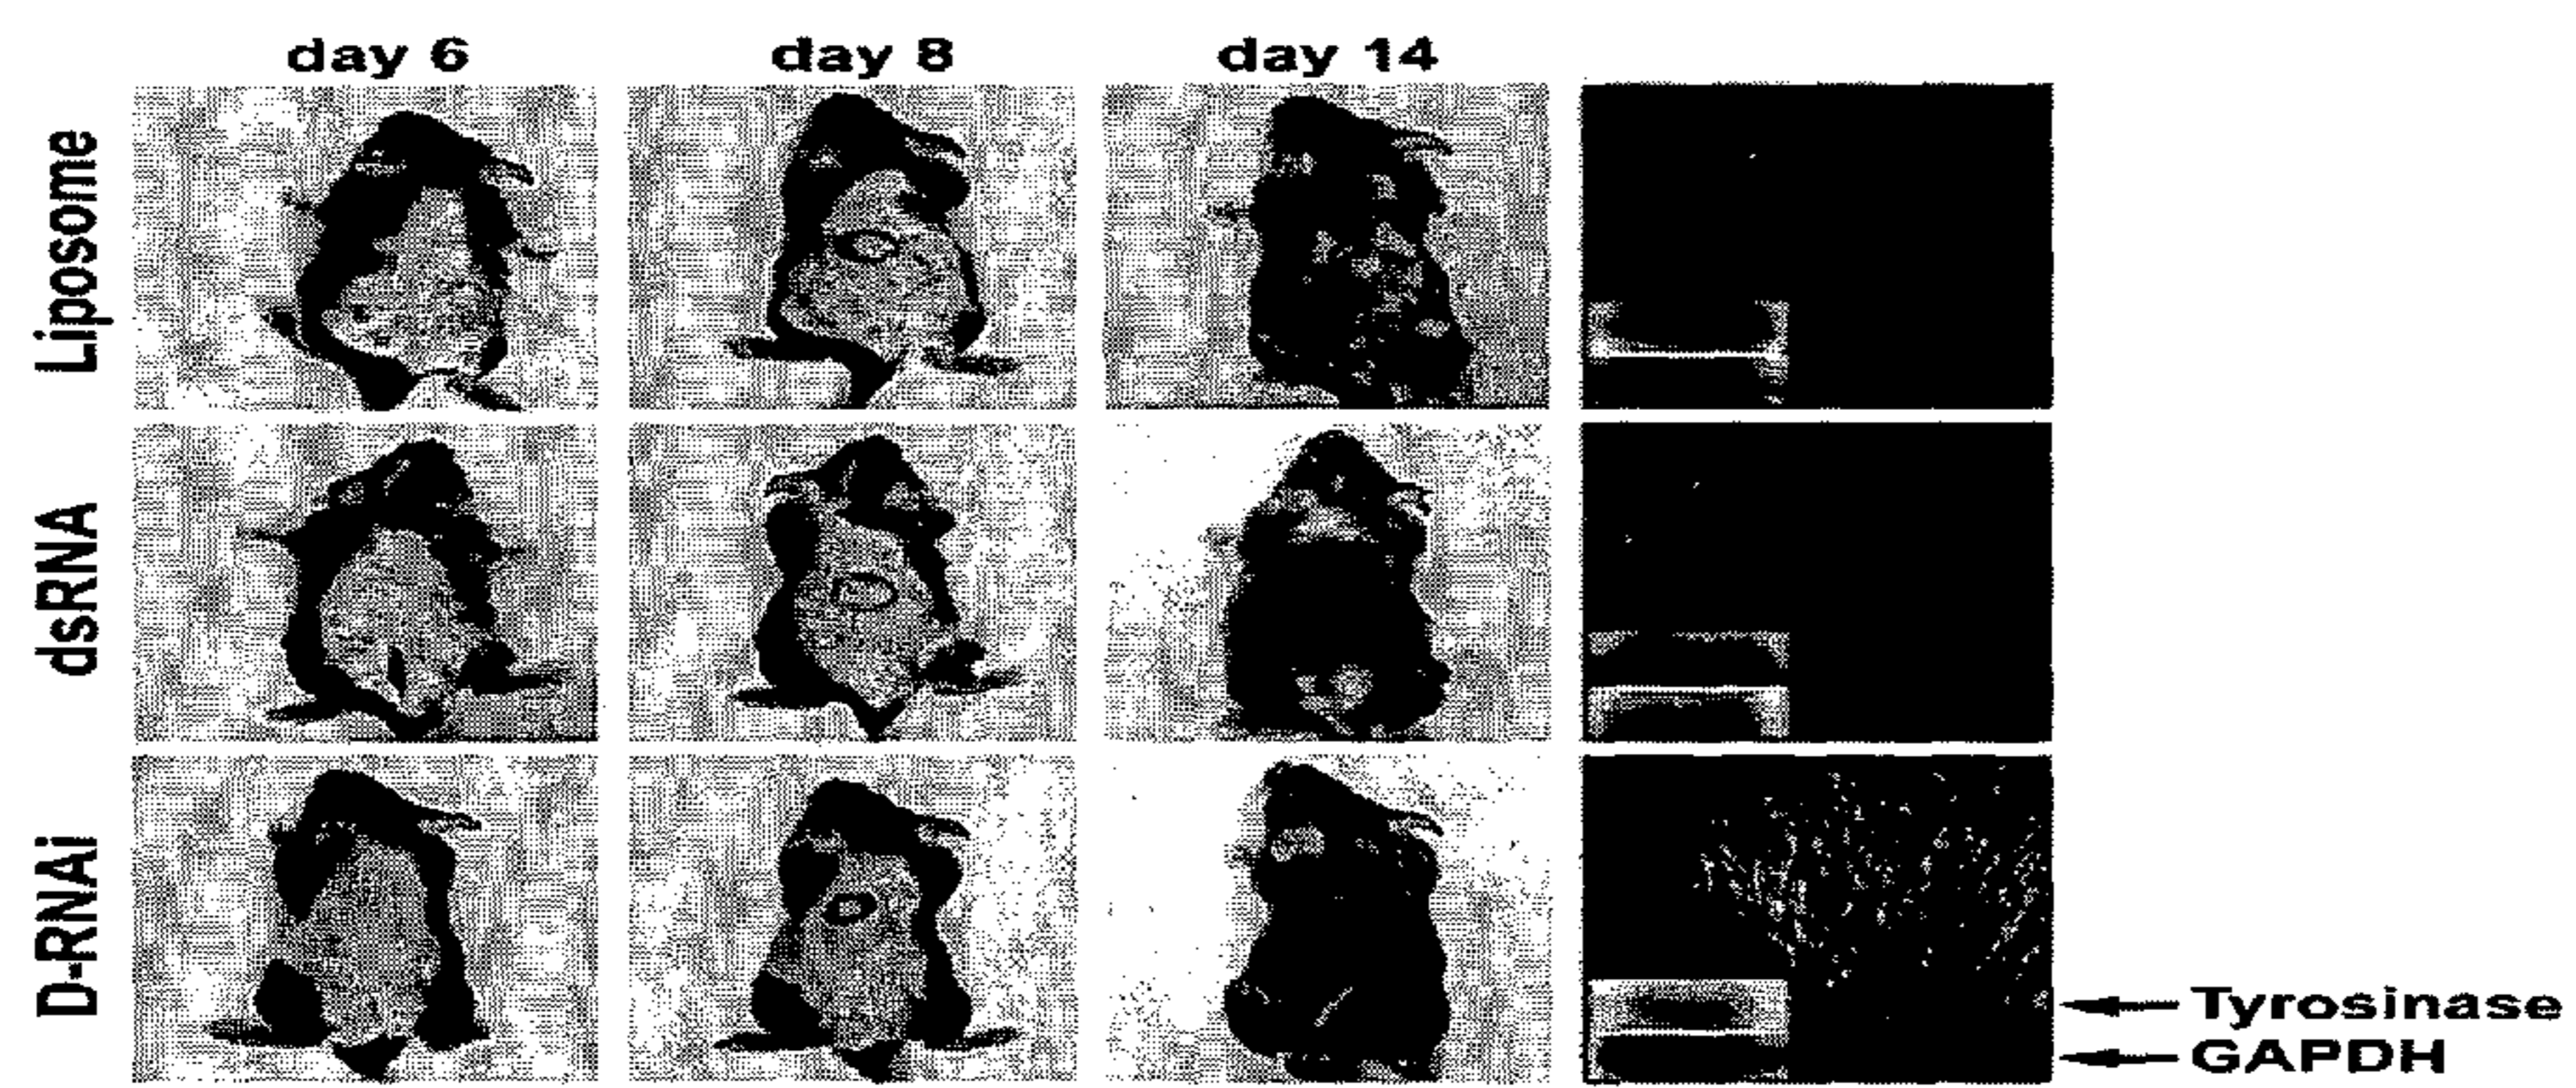 day 6 day 8 day 14
Liposome
dsRNA
D-RNAi
Tyrosinase
GAPDH